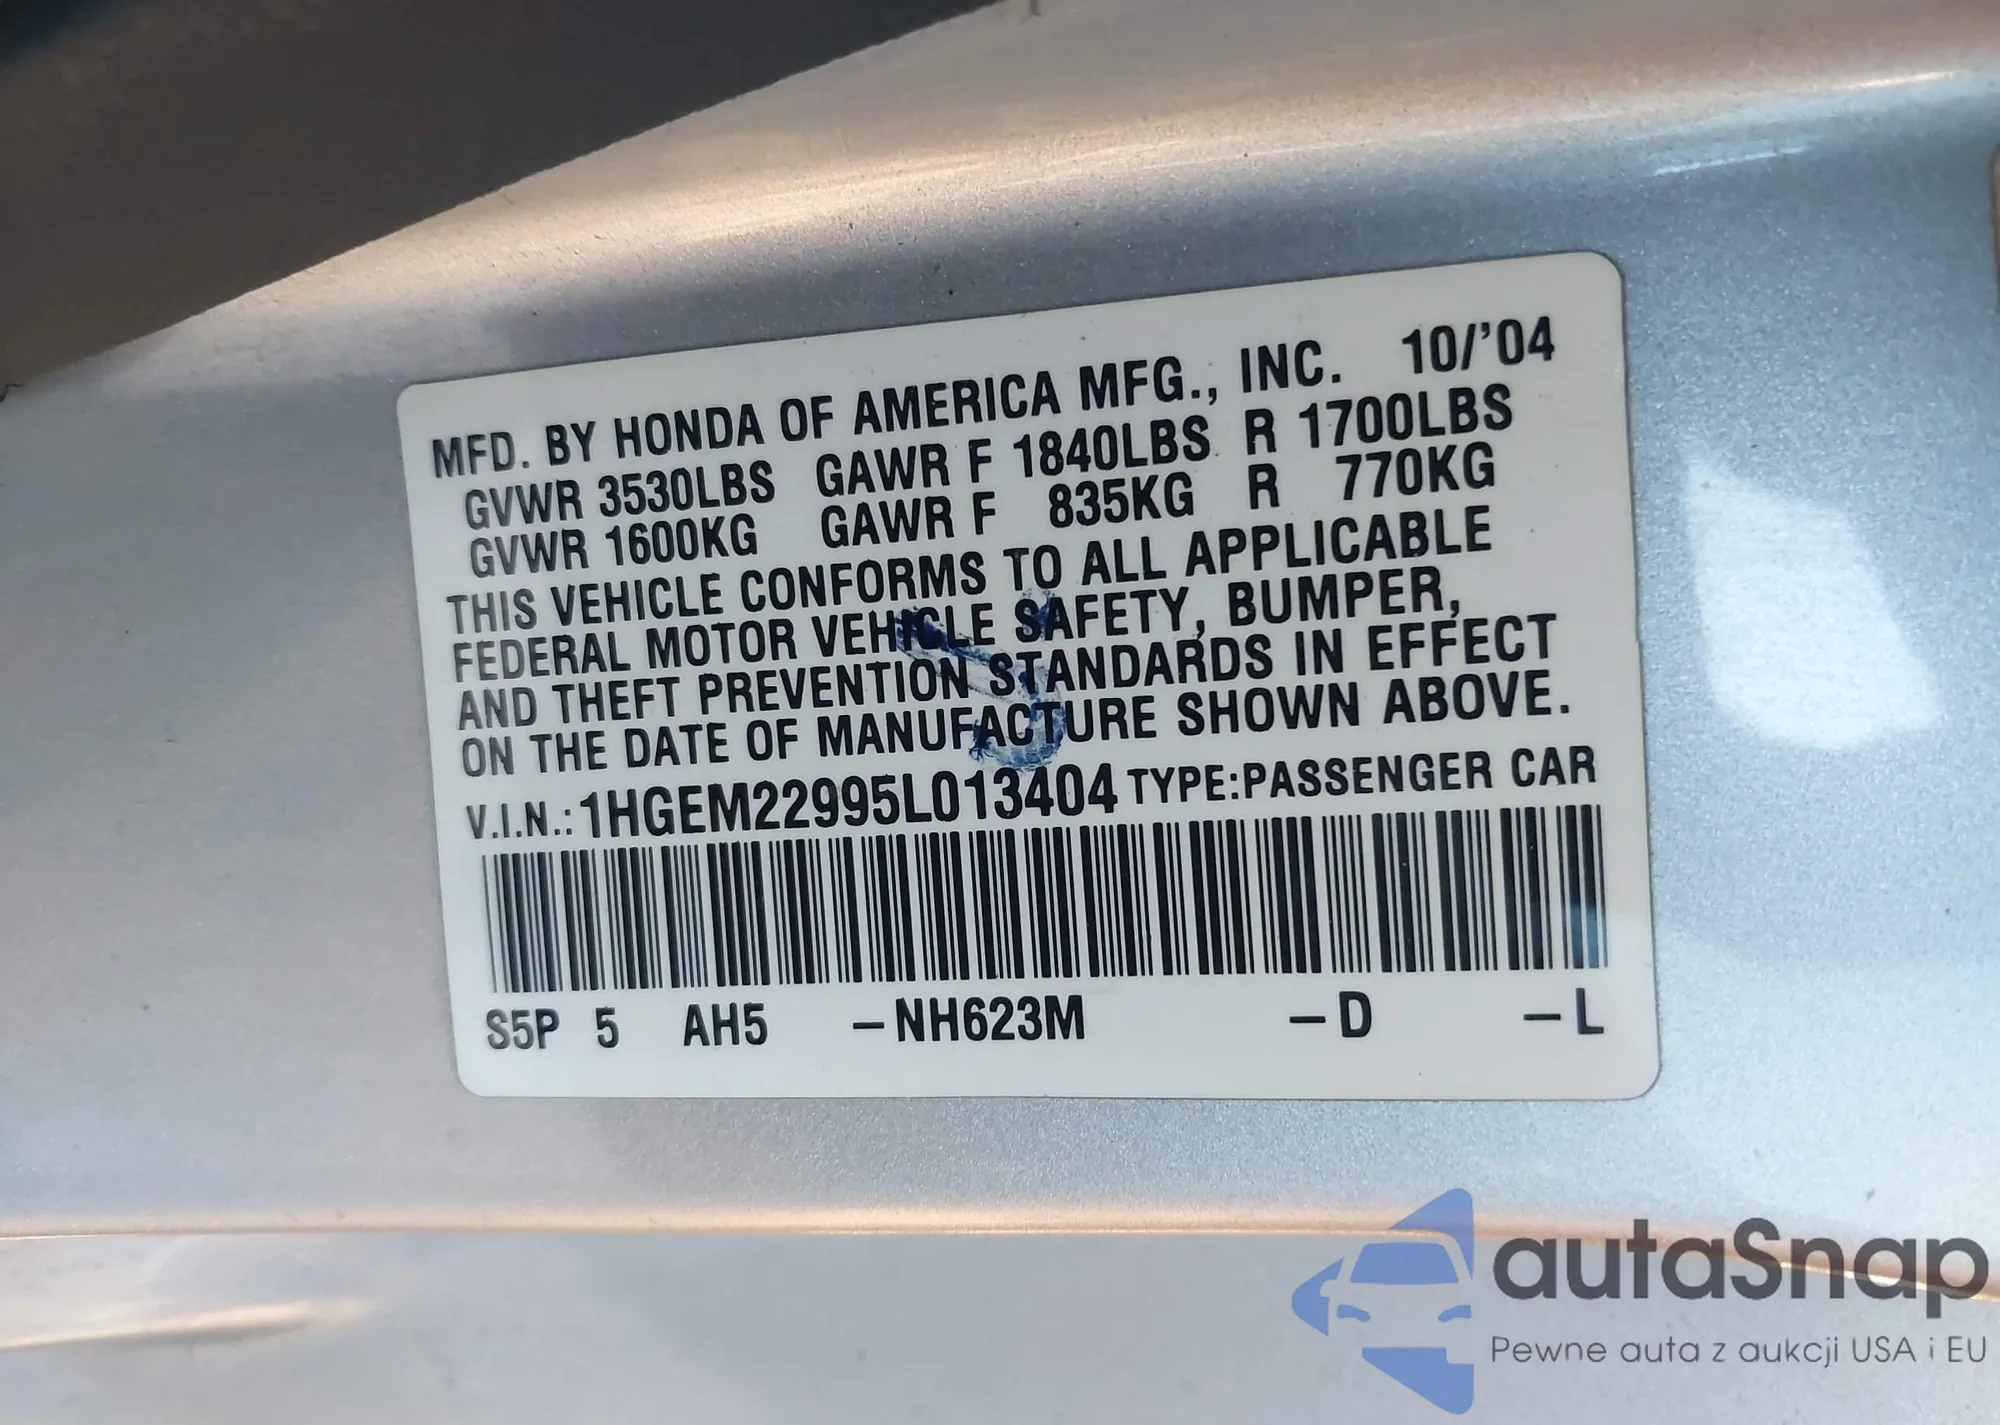 MFD. BY HONDA OF AMERICA MFG., INC. 10/'04
GVWR 3530LBS GAWR F 1840LBS R 1700LBS
GVWR 1600KG GAWR F 835KG R 770KG
THIS VEHICLE CONFORMS TO ALL APPLICABLE
FEDERAL MOTOR VEHICLE SAFETY, BUMPER,
AND THEFT PREVENTION STANDARDS IN EFFECT
ON THE DATE OF MANUFACTURE SHOWN ABOVE.
V.I.N.: 1HGEM22995L013404 TYPE:PASSENGER CAR
S5P 5 AH5 –NH623M –D –L
autaSnap
Pewne auta z aukcji USA i EU